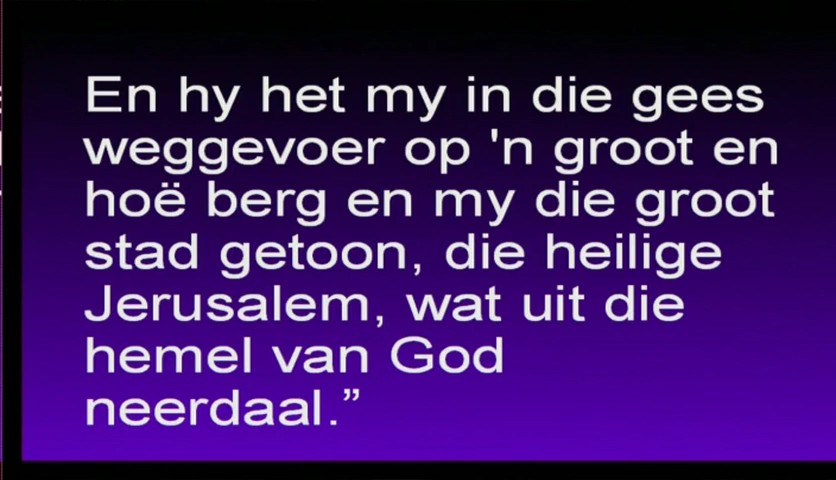 En hy het my in die gees
weggevoer op 'n groot en
hoë berg en my die groot
stad getoon, die heilige
Jerusalem, wat uit die
hemel van God
neerdaal.”